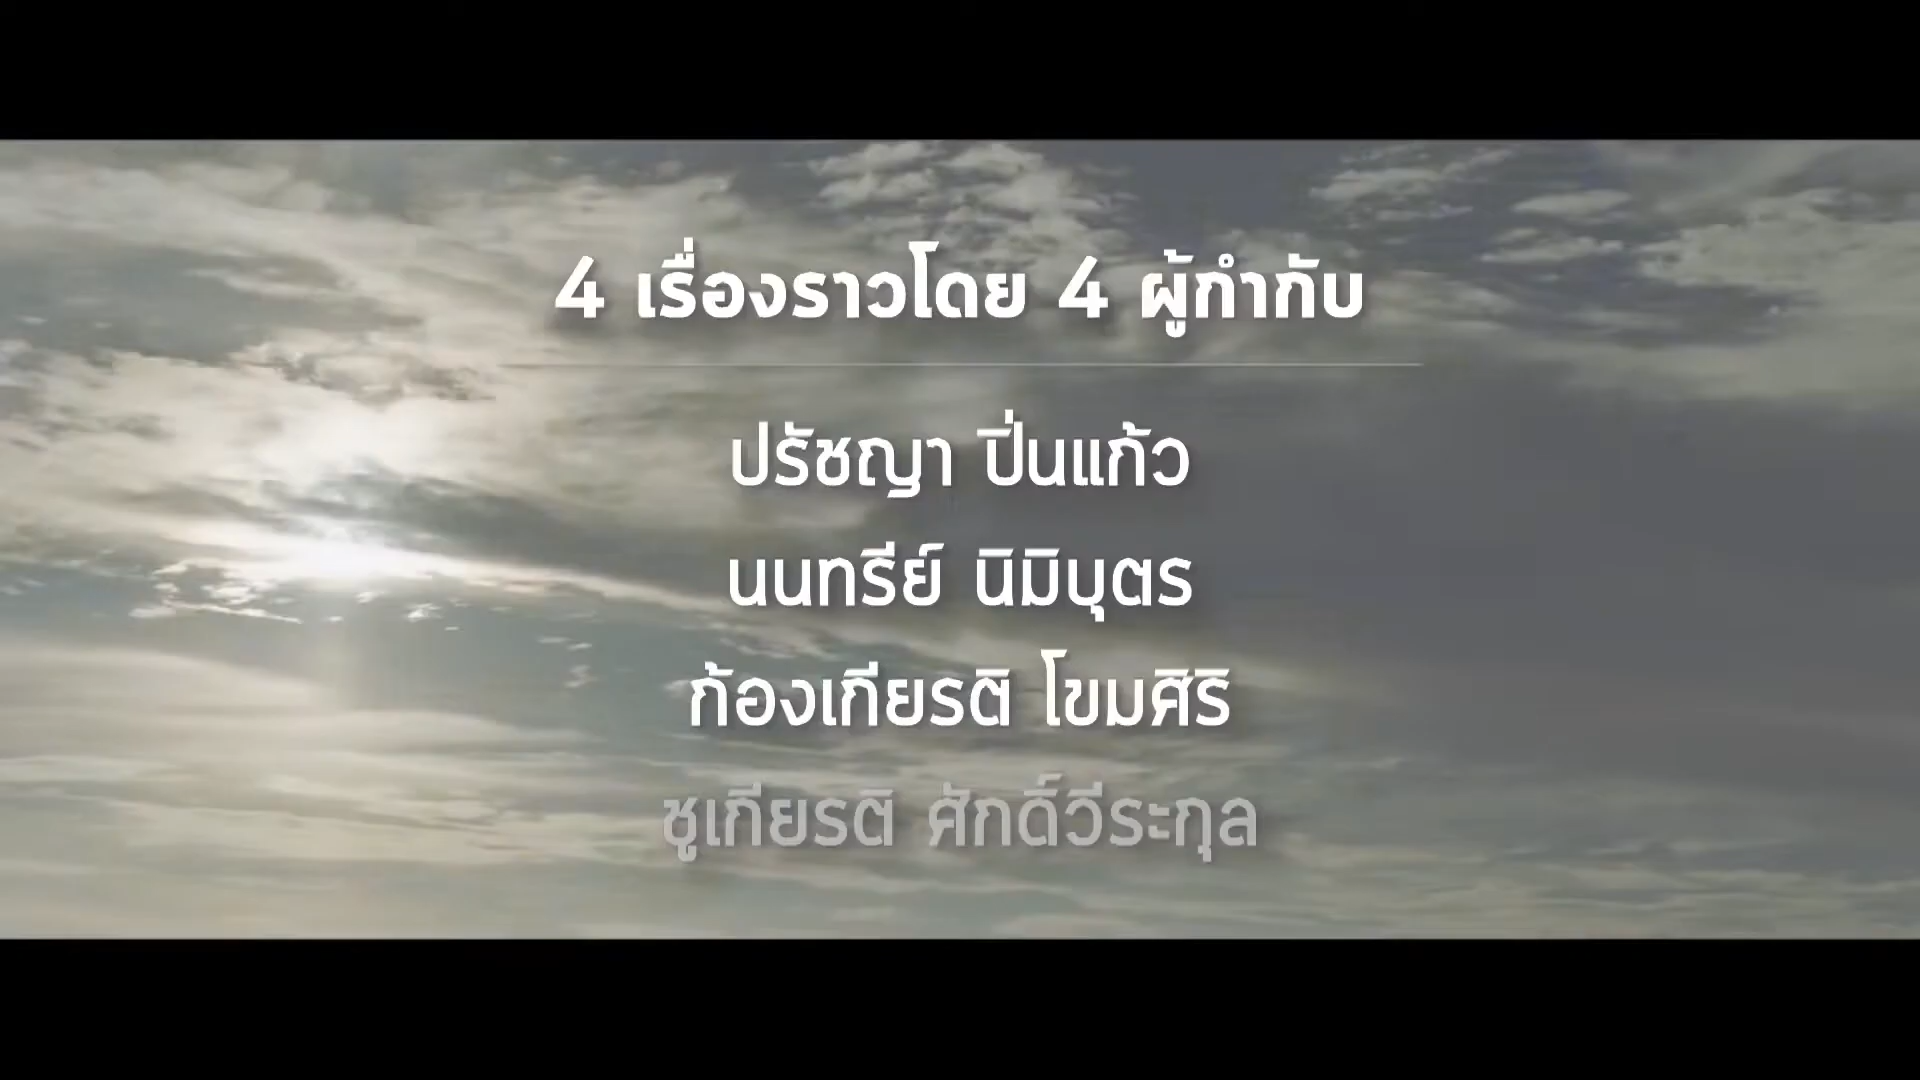 4 เรื่องราวโดย 4 ผู้กำกับ
ปรัชญา ปิ่นแก้ว
นนทรีย์ นิมิบุตร
ก้องเกียรติ โขมศิริ
ชูเกียรติ ศักดิ์วีระกุล